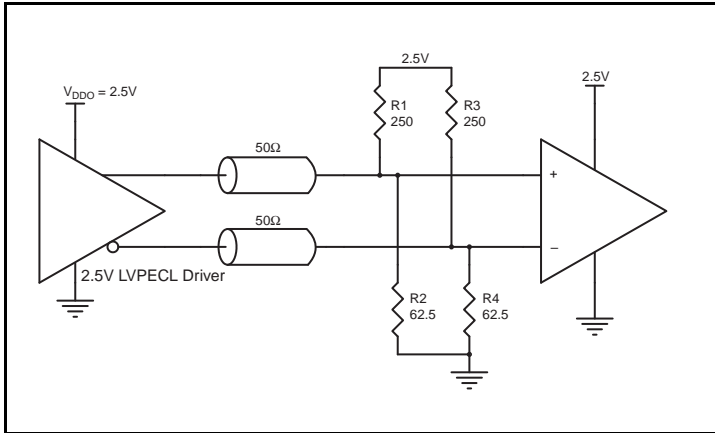 2.5V
2.5V
V_DDO = 2.5V
R1
250
R3
250
50Ω
+
50Ω
–
2.5V LVPECL Driver
R2
62.5
R4
62.5